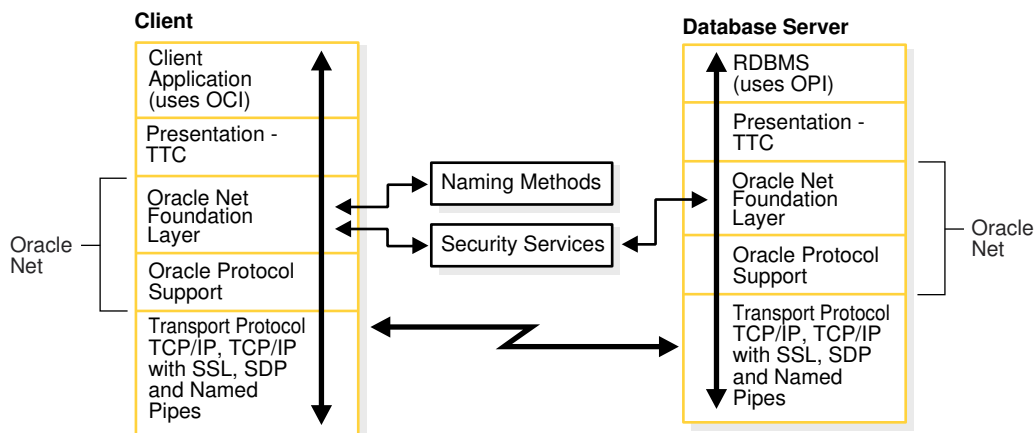 Client
Client
Application
(uses OCI)
Presentation -
TTC
Oracle Net
Foundation
Layer
Oracle Protocol
Support
Transport Protocol
TCP/IP, TCP/IP
with SSL, SDP
and Named
Pipes
Oracle
Net
Naming Methods
Security Services
Database Server
RDBMS
(uses OPI)
Presentation -
TTC
Oracle Net
Foundation
Layer
Oracle Protocol
Support
Transport Protocol
TCP/IP, TCP/IP
with SSL, SDP
and Named
Pipes
Oracle
Net